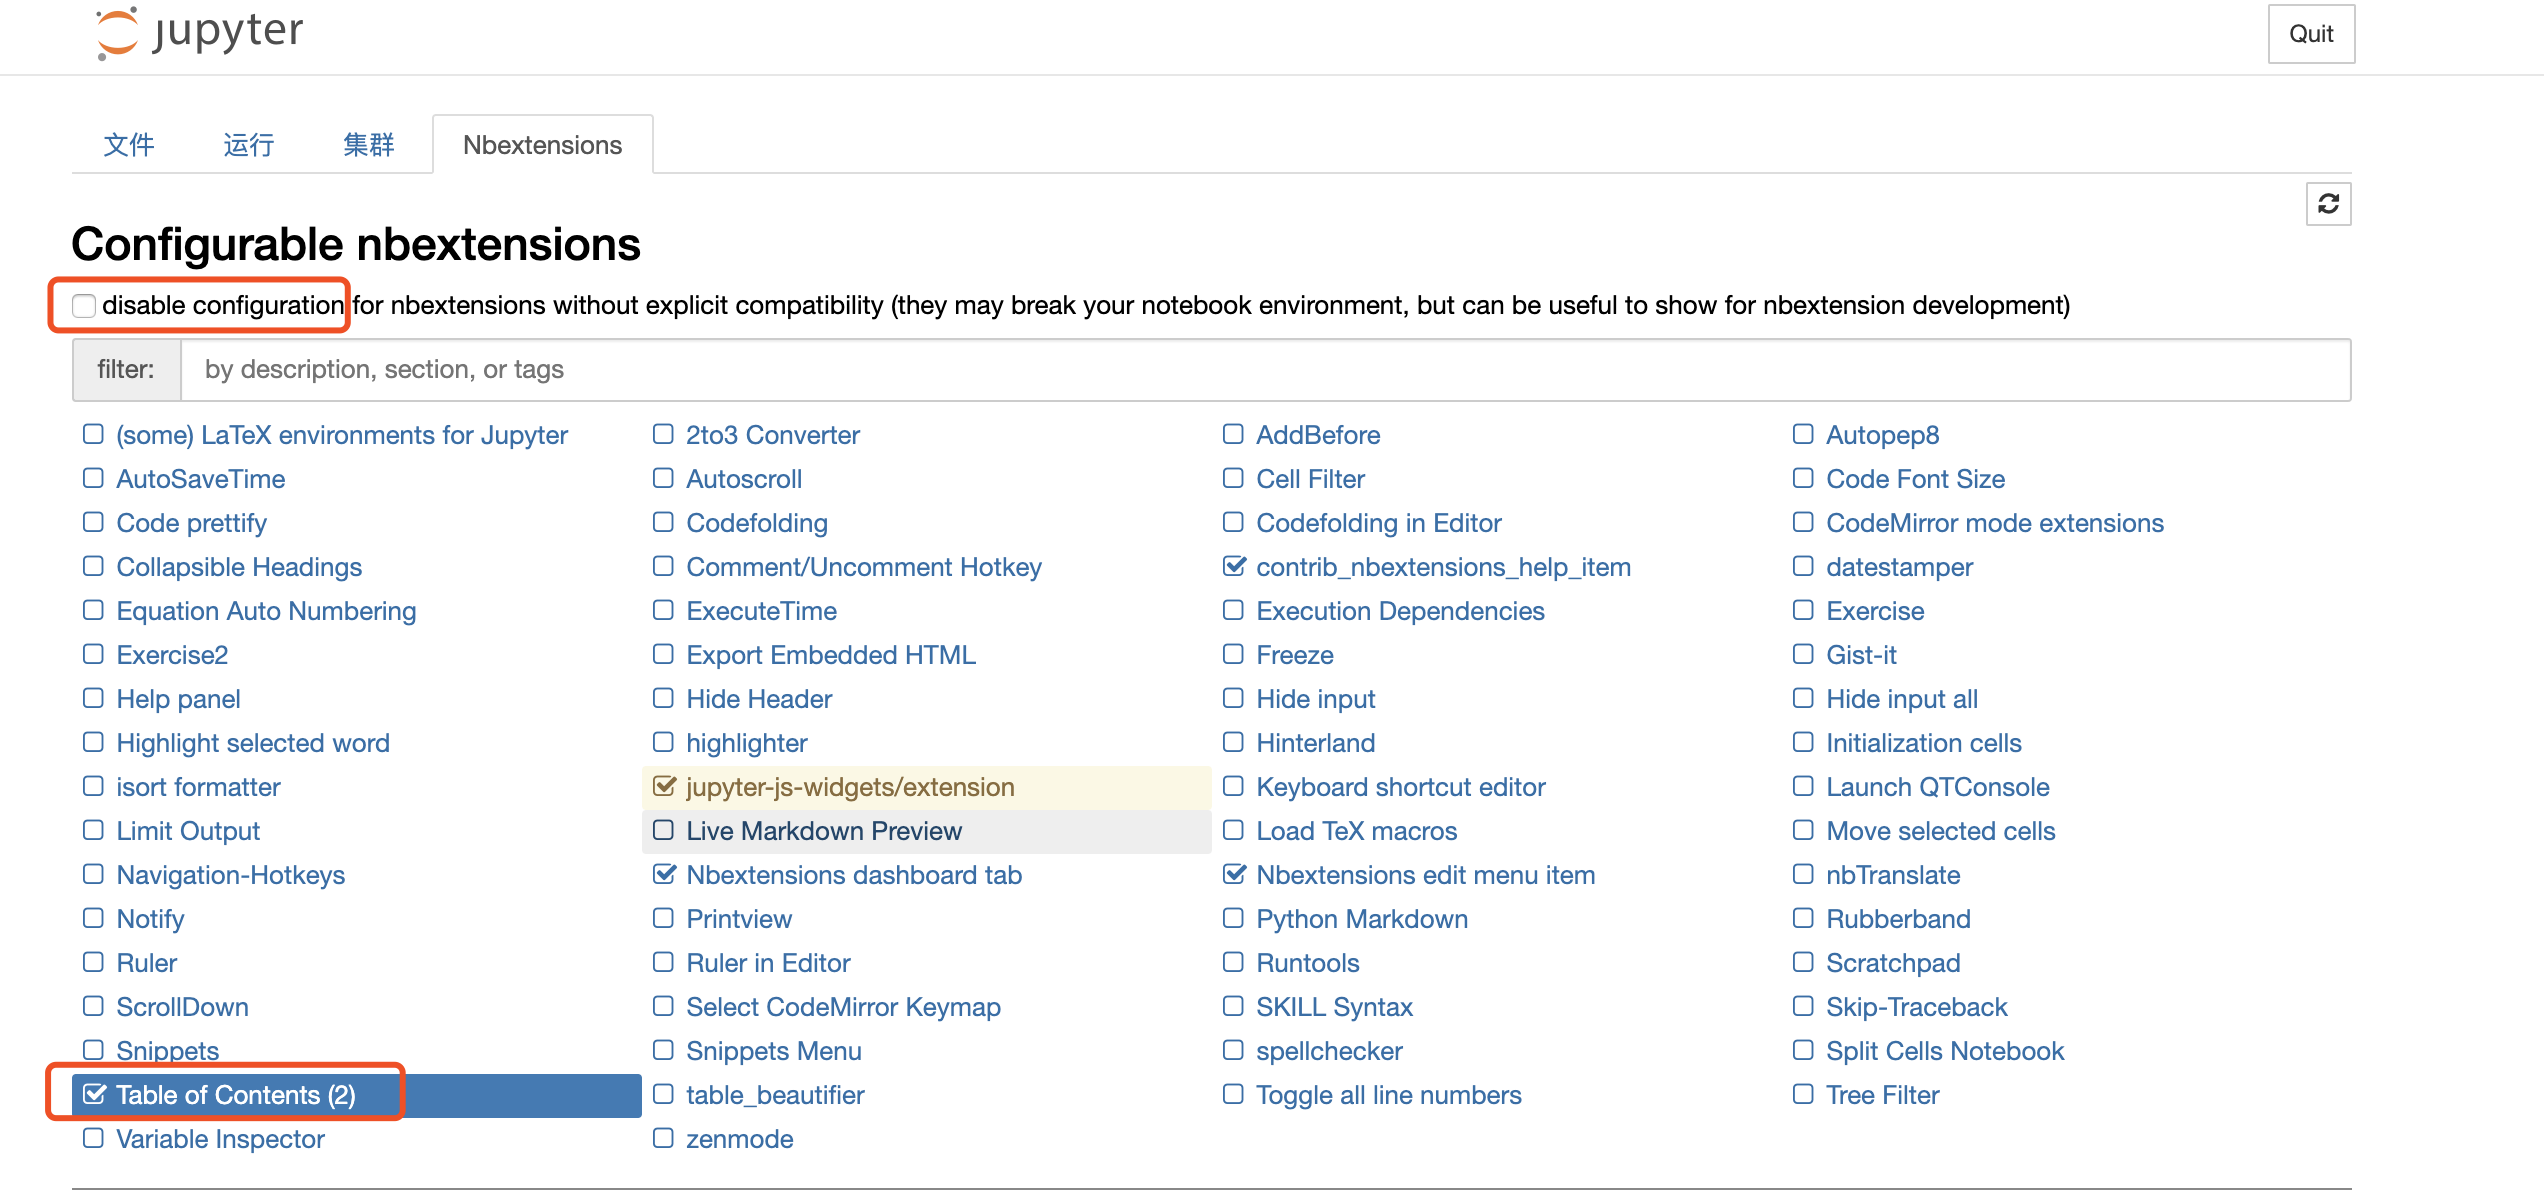 jupyter
Quit
文件 运行 集群 Nbextensions
Configurable nbextensions
disable configuration for nbextensions without explicit compatibility (they may break your notebook environment, but can be useful to show for nbextension development)
filter: by description, section, or tags
(some) LaTeX environments for Jupyter 2to3 Converter AddBefore Autopep8
AutoSaveTime Autoscroll Cell Filter Code Font Size
Code prettify Codefolding Codefolding in Editor CodeMirror mode extensions
Collapsible Headings Comment/Uncomment Hotkey contrib_nbextensions_help_item datestamper
Equation Auto Numbering ExecuteTime Execution Dependencies Exercise
Exercise2 Export Embedded HTML Freeze Gist-it
Help panel Hide Header Hide input Hide input all
Highlight selected word highlighter Hinterland Initialization cells
isort formatter jupyter-js-widgets/extension Keyboard shortcut editor Launch QTConsole
Limit Output Live Markdown Preview Load TeX macros Move selected cells
Navigation-Hotkeys Nbextensions dashboard tab Nbextensions edit menu item nbTranslate
Notify Printview Python Markdown Rubberband
Ruler Ruler in Editor Runtools Scratchpad
ScrollDown Select CodeMirror Keymap SKILL Syntax Skip-Traceback
Snippets Snippets Menu spellchecker Split Cells Notebook
Table of Contents (2) table_beautifier Toggle all line numbers Tree Filter
Variable Inspector zenmode